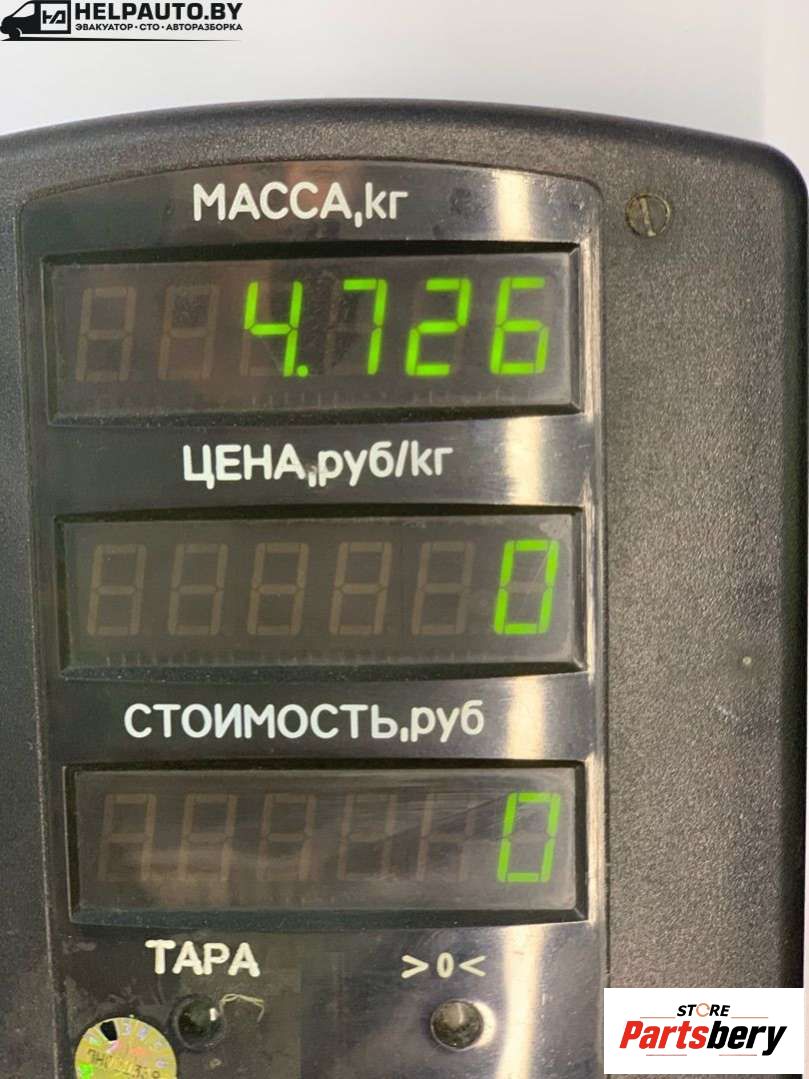 HELPAUTO.BY
ЭВАКУАТОР • СТО • АВТОРАЗБОРКА
МАССА,кг
4.726
ЦЕНА,руб/кг
0
СТОИМОСТЬ,руб
0
ТАРА >0<
STORE
Partsbery